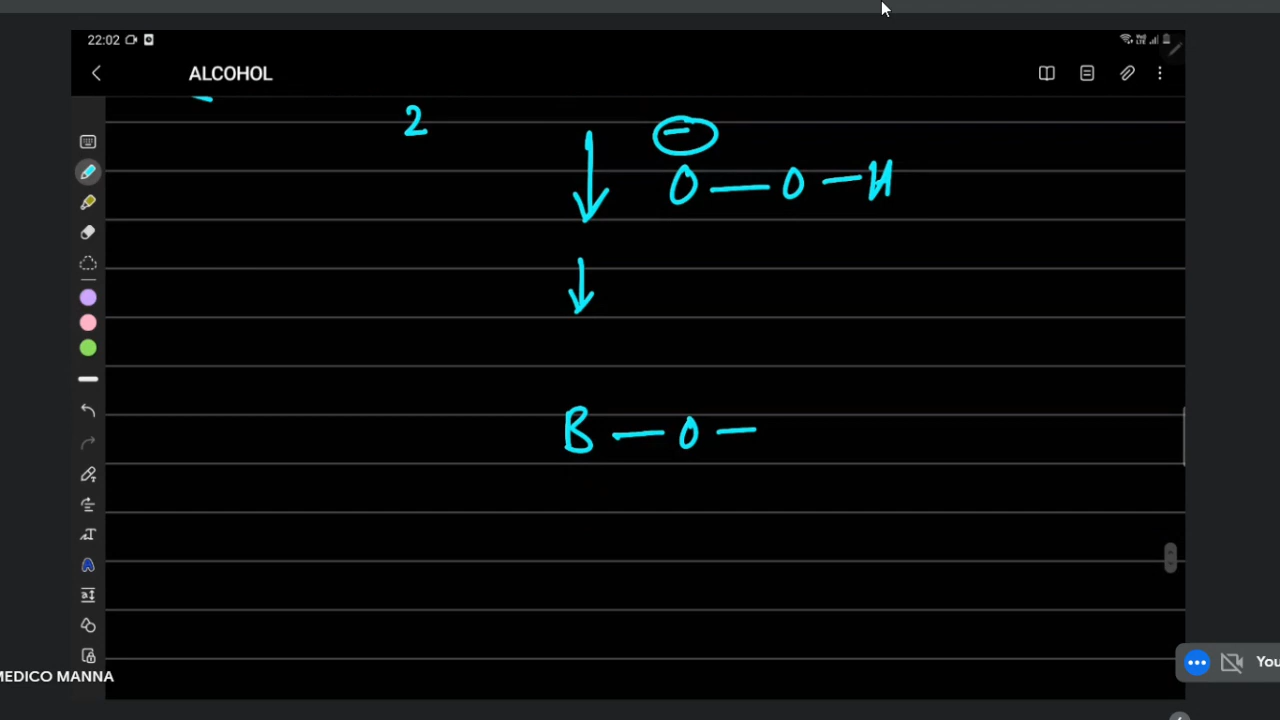 22:02
ALCOHOL
2
−
O — O — H
B — O —
MEDICO MANNA
You